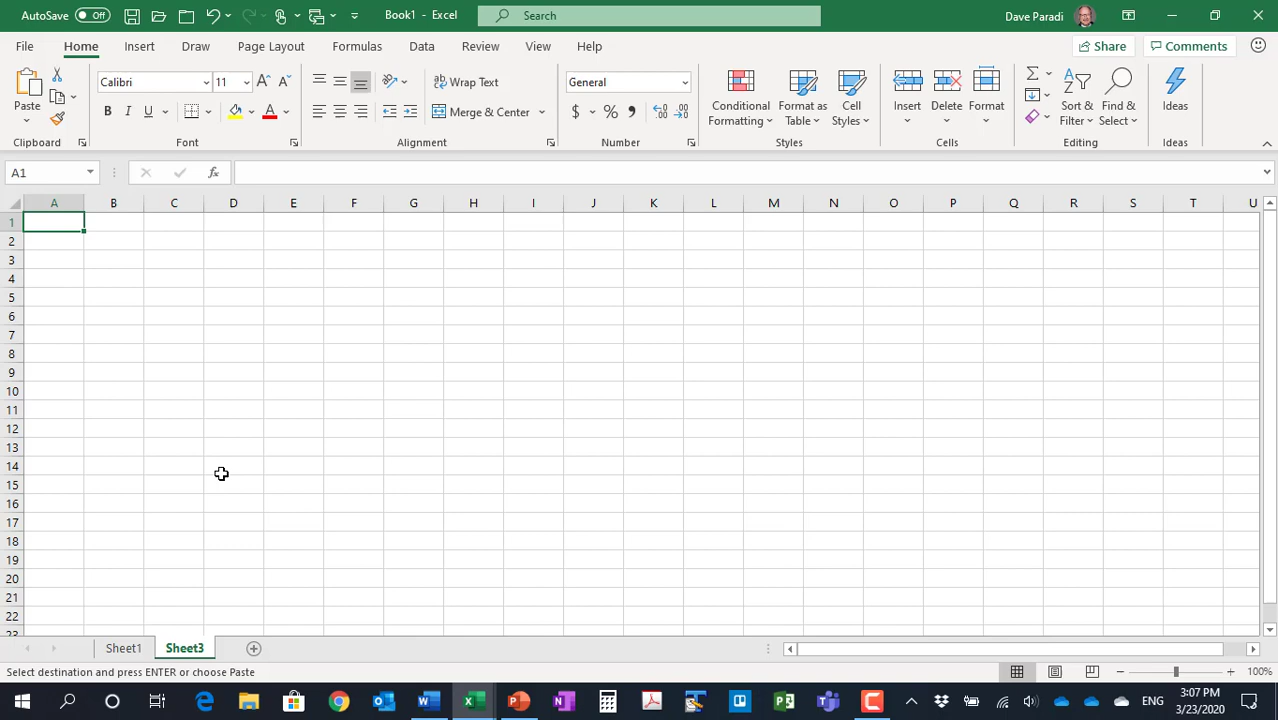 AutoSave Off Book1 - Excel Search Dave Paradi
File Home Insert Draw Page Layout Formulas Data Review View Help Share Comments
Paste
Clipboard
Calibri 11
B I U A
Font
Wrap Text
Merge & Center
Alignment
General
$ % ,
Number
Conditional Formatting
Format as Table
Cell Styles
Styles
Insert Delete Format
Cells
Sort & Filter
Find & Select
Editing
Ideas
Ideas
A1 fx
A B C D E F G H I J K L M N O P Q R S T U
1
2
3
4
5
6
7
8
9
10
11
12
13
14
15
16
17
18
19
20
21
22
23
Sheet1 Sheet3
Select destination and press ENTER or choose Paste 100%
ENG 3:07 PM
3/23/2020